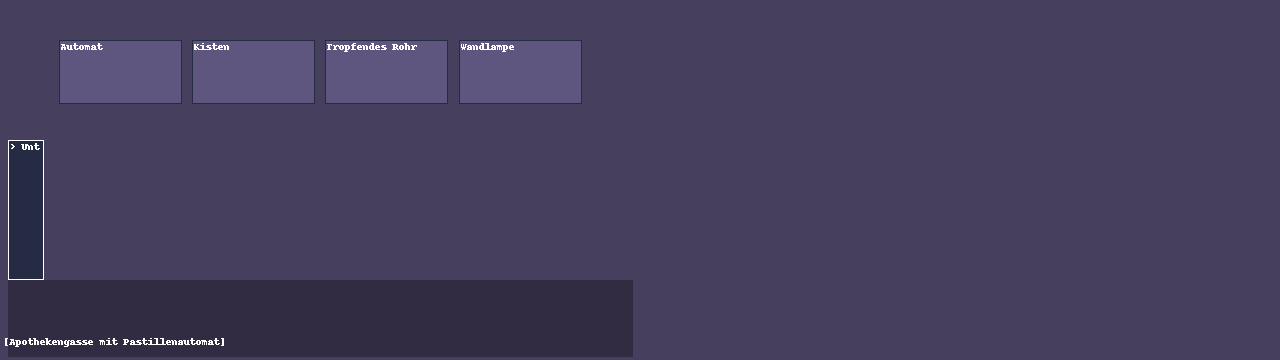 Automat
Kisten
Tropfendes Rohr
Wandlampe
> Unt
[Apothekengasse mit Pastillenautomat]